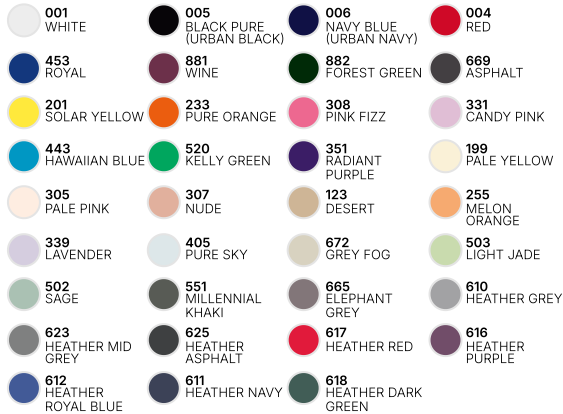 001
WHITE
005
BLACK PURE
(URBAN BLACK)
006
NAVY BLUE
(URBAN NAVY)
004
RED
453
ROYAL
881
WINE
882
FOREST GREEN
669
ASPHALT
201
SOLAR YELLOW
233
PURE ORANGE
308
PINK FIZZ
331
CANDY PINK
443
HAWAIIAN BLUE
520
KELLY GREEN
351
RADIANT
PURPLE
199
PALE YELLOW
305
PALE PINK
307
NUDE
123
DESERT
255
MELON
ORANGE
339
LAVENDER
405
PURE SKY
672
GREY FOG
503
LIGHT JADE
502
SAGE
551
MILLENNIAL
KHAKI
665
ELEPHANT
GREY
610
HEATHER GREY
623
HEATHER MID
GREY
625
HEATHER
ASPHALT
617
HEATHER RED
616
HEATHER
PURPLE
612
HEATHER
ROYAL BLUE
611
HEATHER NAVY
618
HEATHER DARK
GREEN